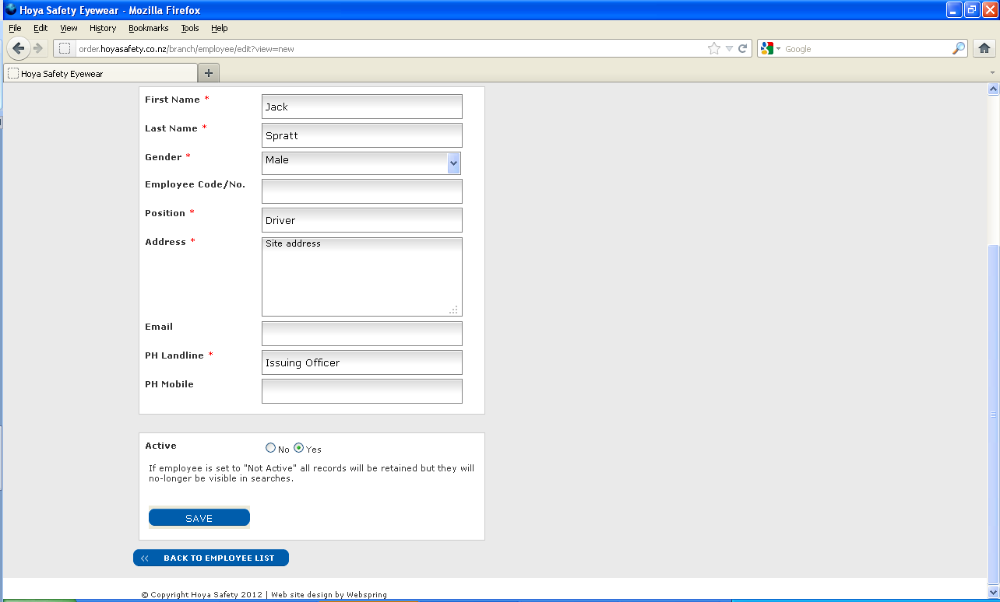 Hoya Safety Eyewear - Mozilla Firefox
File Edit View History Bookmarks Tools Help
order.hoyasafety.co.nz/branch/employee/edit?view=new
Google
Hoya Safety Eyewear
First Name * Jack
Last Name * Spratt
Gender * Male
Employee Code/No.
Position * Driver
Address * Site address
Email
PH Landline * Issuing Officer
PH Mobile
Active No Yes
If employee is set to "Not Active" all records will be retained but they will
no-longer be visible in searches.
SAVE
« BACK TO EMPLOYEE LIST
© Copyright Hoya Safety 2012 | Web site design by Webspring